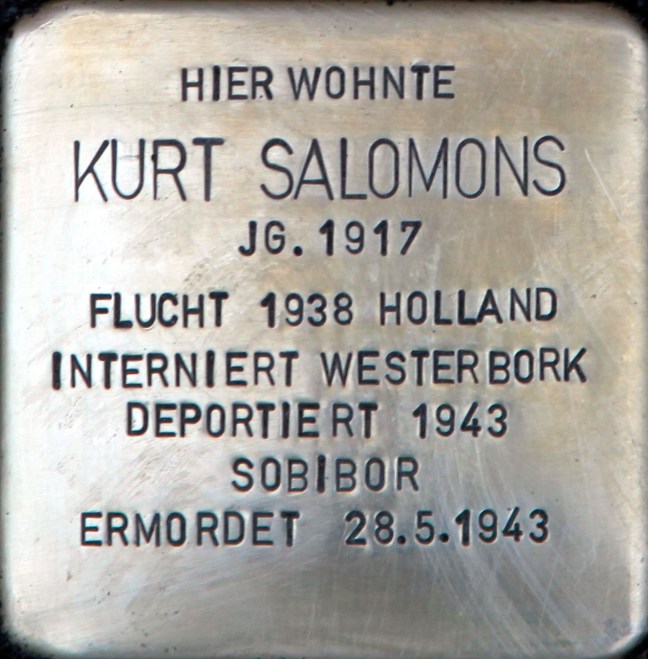 HIER WOHNTE
KURT SALOMONS
JG. 1917
FLUCHT 1938 HOLLAND
INTERNIERT WESTERBORK
DEPORTIERT 1943
SOBIBOR
ERMORDET 28.5.1943